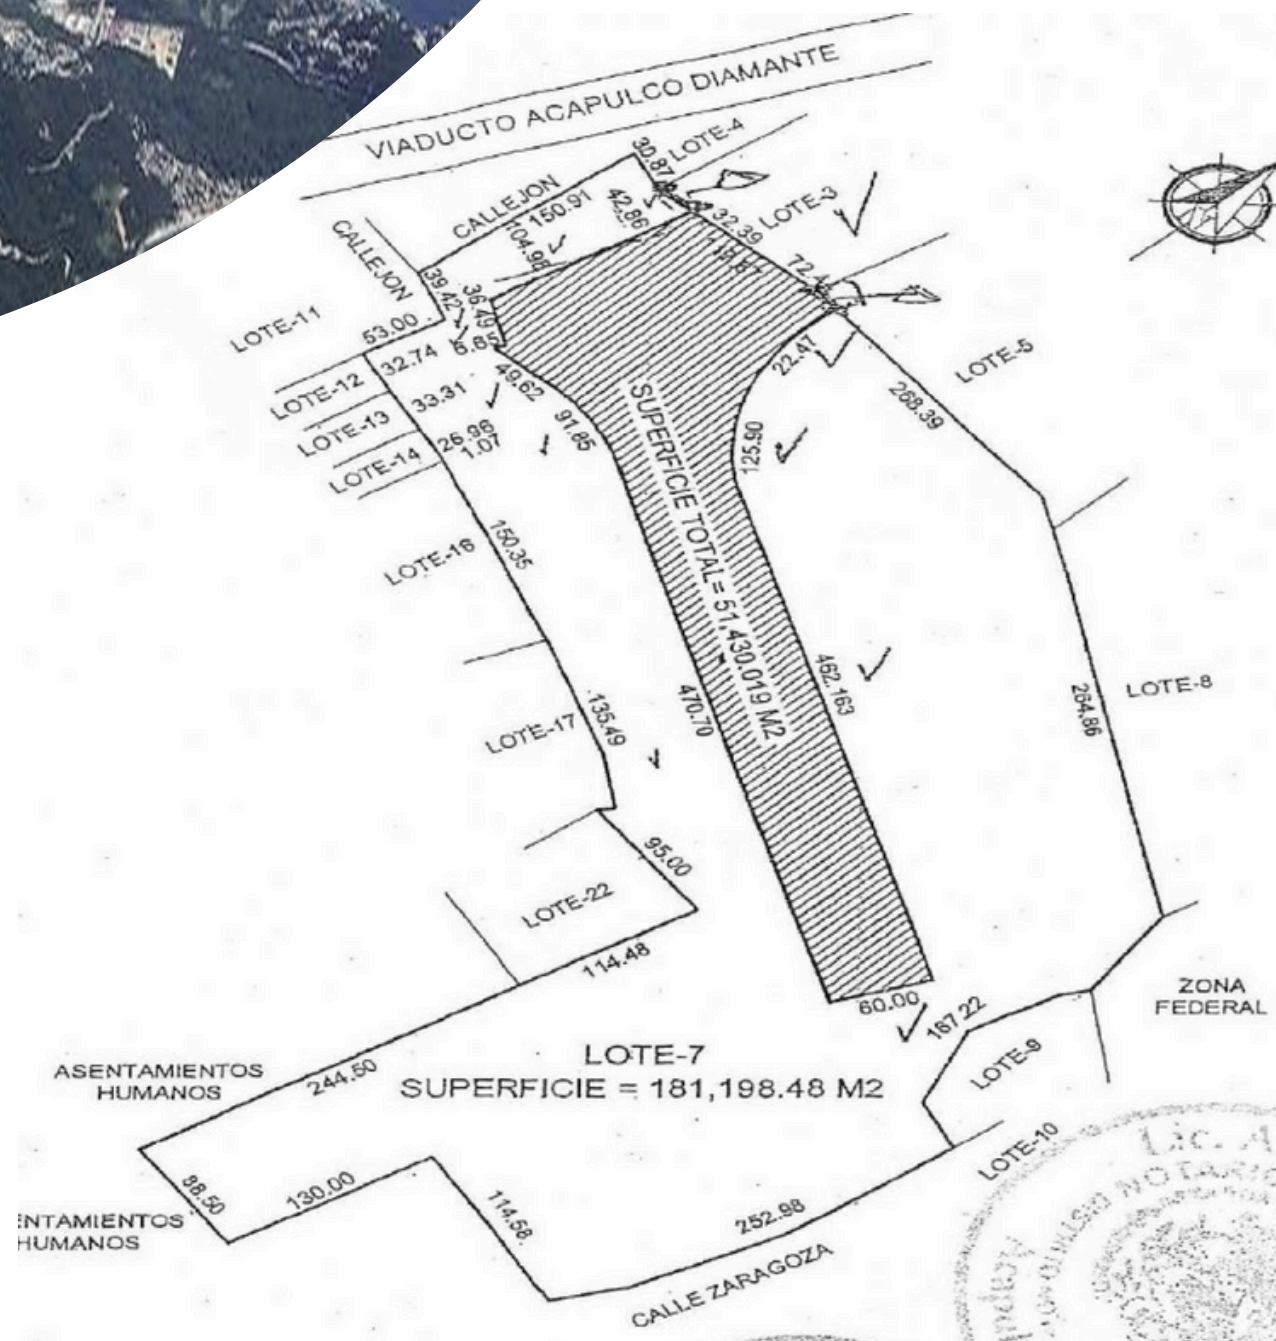 VIADUCTO ACAPULCO DIAMANTE
LOTE-4
30.87
CALLEJON
150.91
42.86
LOTE-3
32.39
104.98
CALLEJON
39.42
36.49
72.4
LOTE-11
53.00
LOTE-12
32.74
49.62
22.47
LOTE-5
268.39
LOTE-13
33.31
91.85
125.90
LOTE-14
26.96
1.07
SUPERFICIE TOTAL = 51,430.019 M2
LOTE-16
150.35
462.163
470.70
264.86
LOTE-8
LOTE-17
135.49
95.00
LOTE-22
114.48
60.00
187.22
ZONA
FEDERAL
LOTE-7
SUPERFICIE = 181,198.48 M2
LOTE-9
ASENTAMIENTOS
HUMANOS
244.50
LOTE-10
88.50
130.00
114.58
252.98
ENTAMIENTOS
HUMANOS
CALLE ZARAGOZA
Lic. A